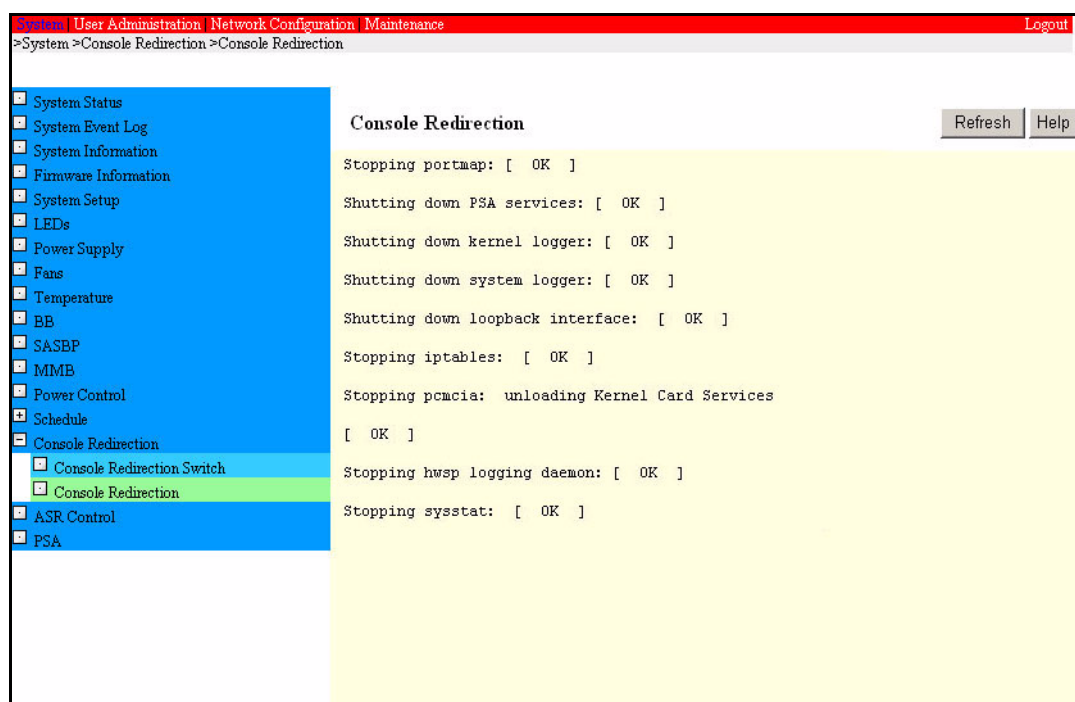 System | User Administration | Network Configuration | Maintenance Logout
>System >Console Redirection >Console Redirection
System Status
System Event Log
System Information
Firmware Information
System Setup
LEDs
Power Supply
Fans
Temperature
BB
SASBP
MMB
Power Control
Schedule
Console Redirection
Console Redirection Switch
Console Redirection
ASR Control
PSA
Console Redirection
Refresh Help
Stopping portmap: [  OK  ]
Shutting down PSA services: [  OK  ]
Shutting down kernel logger: [  OK  ]
Shutting down system logger: [  OK  ]
Shutting down loopback interface:  [  OK  ]
Stopping iptables:  [  OK  ]
Stopping pcmcia:  unloading Kernel Card Services
[  OK  ]
Stopping hwsp logging daemon: [  OK  ]
Stopping sysstat:  [  OK  ]